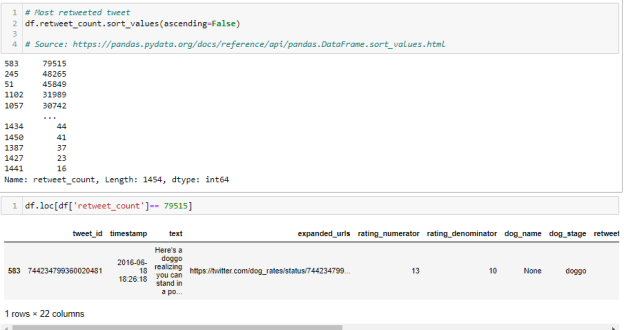 1 # Most retweeted tweet
2 df.retweet_count.sort_values(ascending=False)
3
4 # Source: https://pandas.pydata.org/docs/reference/api/pandas.DataFrame.sort_values.html
583 79515
245 48265
51 45849
1102 31989
1057 30742
...
1434 44
1450 41
1387 37
1427 23
1441 16
Name: retweet_count, Length: 1454, dtype: int64
1 df.loc[df['retweet_count']== 79515]
tweet_id timestamp text expanded_urls rating_numerator rating_denominator dog_name dog_stage retweet
583 744234799360020481 2016-06-18 18:26:18 Here's a doggo realizing you can stand in a po... https://twitter.com/dog_rates/status/744234799... 13 10 None doggo
1 rows × 22 columns